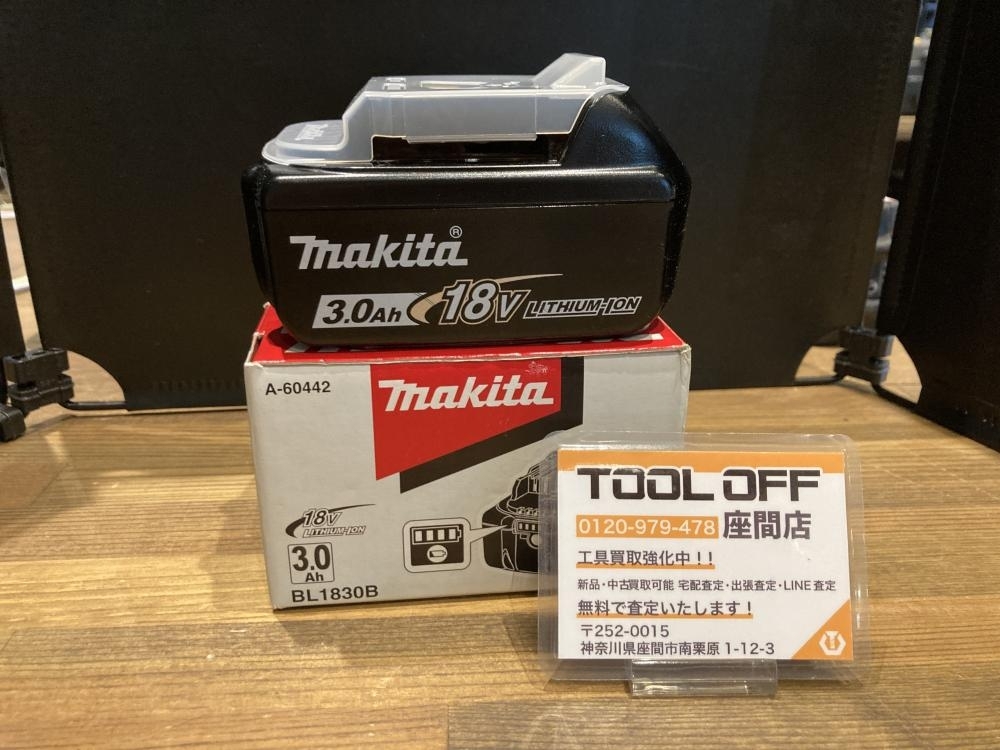 makita
makita®
3.0Ah 18V LITHIUM-ION
A-60442
makita
18V
LITHIUM-ION
3.0
Ah
BL1830B
TOOL OFF
0120-979-478 座間店
工具買取強化中!!
新品・中古買取可能 宅配査定・出張査定・LINE査定
無料で査定いたします!
〒252-0015
神奈川県座間市南栗原 1-12-3